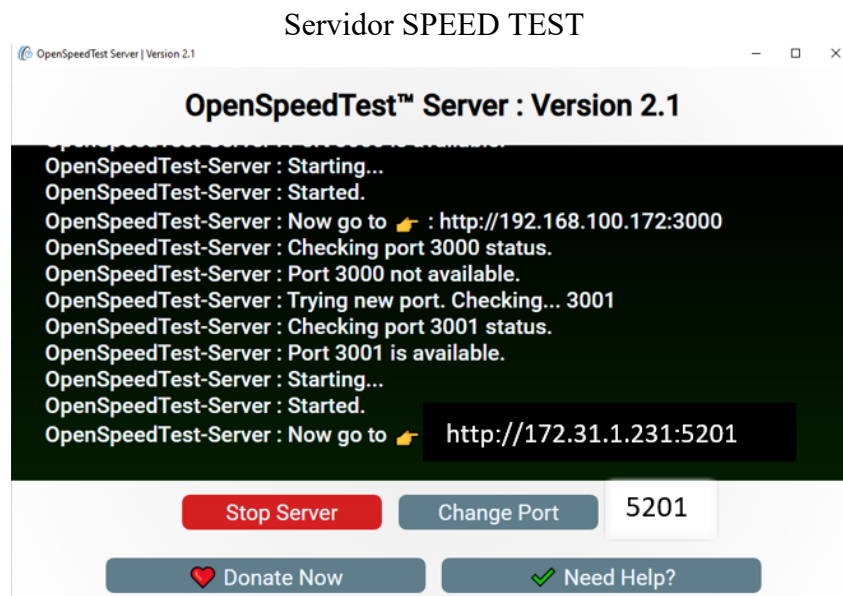 Servidor SPEED TEST
OpenSpeedTest Server | Version 2.1
OpenSpeedTest™ Server : Version 2.1
OpenSpeedTest-Server : Starting...
OpenSpeedTest-Server : Started.
OpenSpeedTest-Server : Now go to 👉 : http://192.168.100.172:3000
OpenSpeedTest-Server : Checking port 3000 status.
OpenSpeedTest-Server : Port 3000 not available.
OpenSpeedTest-Server : Trying new port. Checking... 3001
OpenSpeedTest-Server : Checking port 3001 status.
OpenSpeedTest-Server : Port 3001 is available.
OpenSpeedTest-Server : Starting...
OpenSpeedTest-Server : Started.
OpenSpeedTest-Server : Now go to 👉 http://172.31.1.231:5201
Stop Server Change Port 5201
Donate Now Need Help?